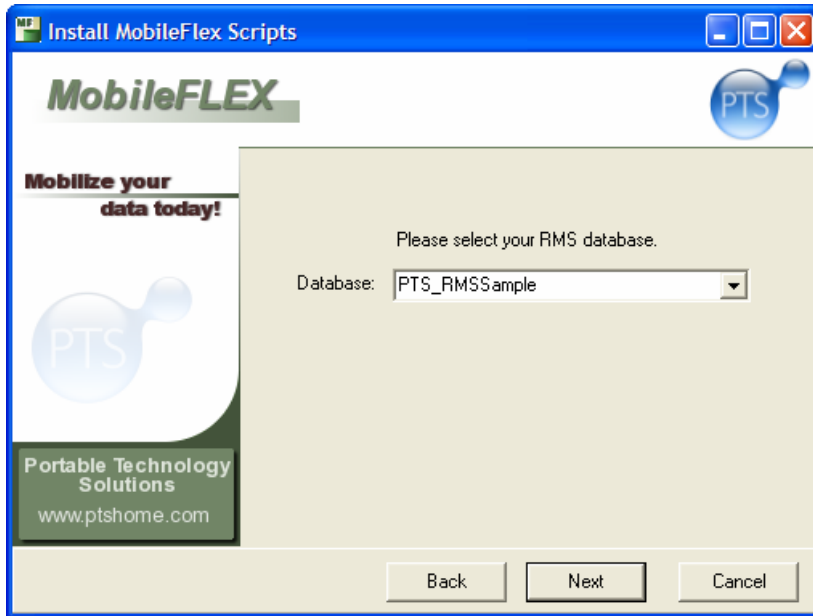 MF
Install MobileFlex Scripts
MobileFLEX
PTS
Mobilize your
data today!
Please select your RMS database.
Database:
PTS_RMSSample
PTS
Portable Technology
Solutions
www.ptshome.com
Back
Next
Cancel